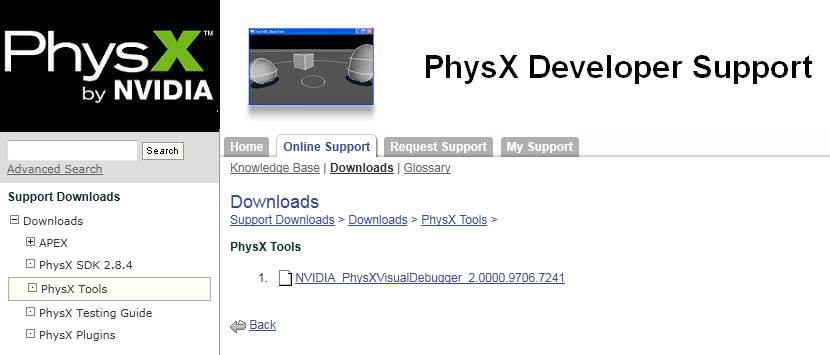 PhysX™
by NVIDIA
PhysX Developer Support
Search
Advanced Search
Support Downloads
Downloads
APEX
PhysX SDK 2.8.4
PhysX Tools
PhysX Testing Guide
PhysX Plugins
Home Online Support Request Support My Support
Knowledge Base | Downloads | Glossary
Downloads
Support Downloads > Downloads > PhysX Tools >
PhysX Tools
1. NVIDIA_PhysXVisualDebugger_2.0000.9706.7241
Back